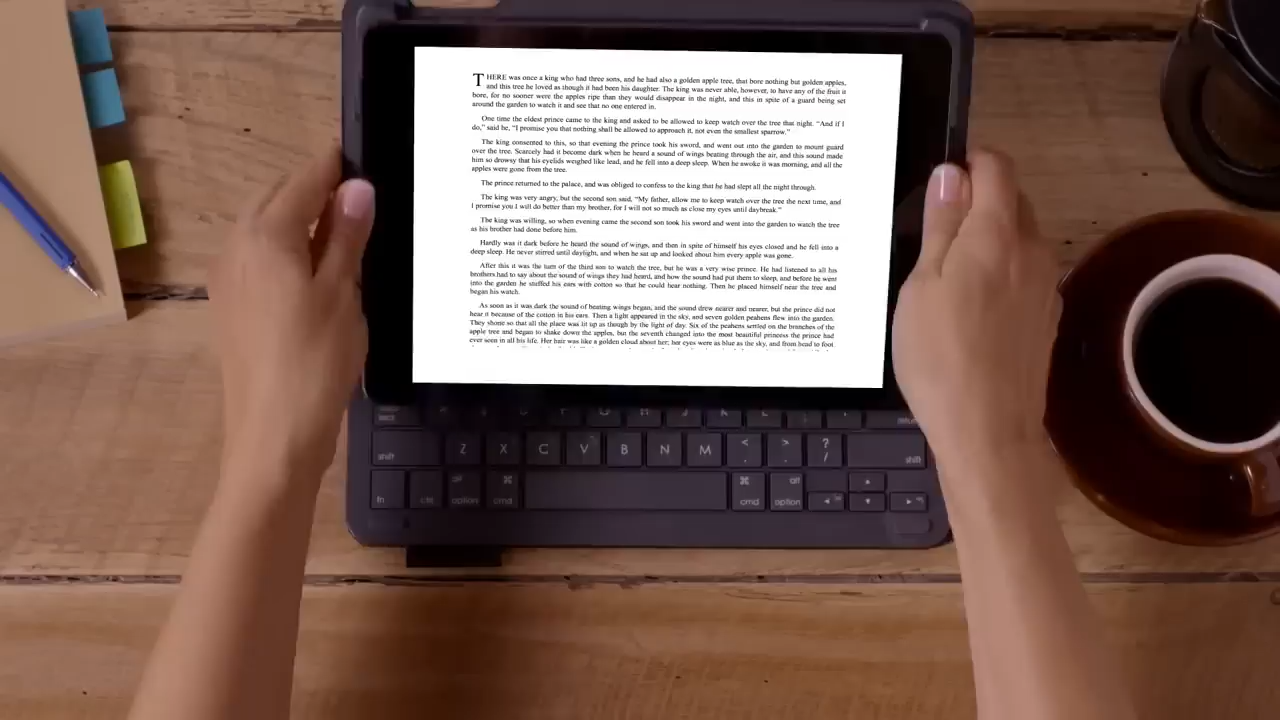 THERE was once a king who had three sons, and he had also a golden apple tree, that bore nothing but golden apples,
and this tree he loved as though it had been his daughter. The king was never able, however, to have any of the fruit it
bore, for no sooner were the apples ripe than they would disappear in the night, and this in spite of a guard being set
around the garden to watch it and see that no one entered in.
One time the eldest prince came to the king and asked to be allowed to keep watch over the tree that night. “And if I
do,” said he, “I promise you that nothing shall be allowed to approach it, not even the smallest sparrow.”
The king consented to this, so that evening the prince took his sword, and went out into the garden to mount guard
over the tree. Scarcely had it become dark when he heard a sound of wings beating through the air, and this sound made
him so drowsy that his eyelids weighed like lead, and he fell into a deep sleep. When he awoke it was morning, and all the
apples were gone from the tree.
The prince returned to the palace, and was obliged to confess to the king that he had slept all the night through.
The king was very angry, but the second son said, “My father, allow me to keep watch over the tree the next time, and
I promise you I will do better than my brother, for I will not so much as close my eyes until daybreak.”
The king was willing, so when evening came the second son took his sword and went into the garden to watch the tree
as his brother had done before him.
Hardly was it dark before he heard the sound of wings, and then in spite of himself his eyes closed and he fell into a
deep sleep. He never stirred until daylight, and when he sat up and looked about him every apple was gone.
After this it was the turn of the third son to watch the tree, but he was a very wise prince. He had listened to all his
brothers had to say about the sound of wings they had heard, and how the sound had put them to sleep, and before he went
into the garden he stuffed his ears with cotton so that he could hear nothing. Then he placed himself near the tree and
began his watch.
As soon as it was dark the sound of beating wings began, and the sound drew nearer and nearer, but the prince did not
hear it because of the cotton in his ears. Then a light appeared in the sky, and seven golden peahens flew into the garden.
They shone so that all the place was lit up as though by the light of day. Six of the peahens settled on the branches of the
apple tree and began to shake down the apples, but the seventh changed into the most beautiful princess the prince had
ever seen in all his life. Her hair was like a golden cloud about her; her eyes were as blue as the sky, and from head to foot
return
shift Z X C V B N M < , > . ? / shift
fn ctrl alt option ⌘ cmd ⌘ cmd alt option ◄ ▲ ▼ ►